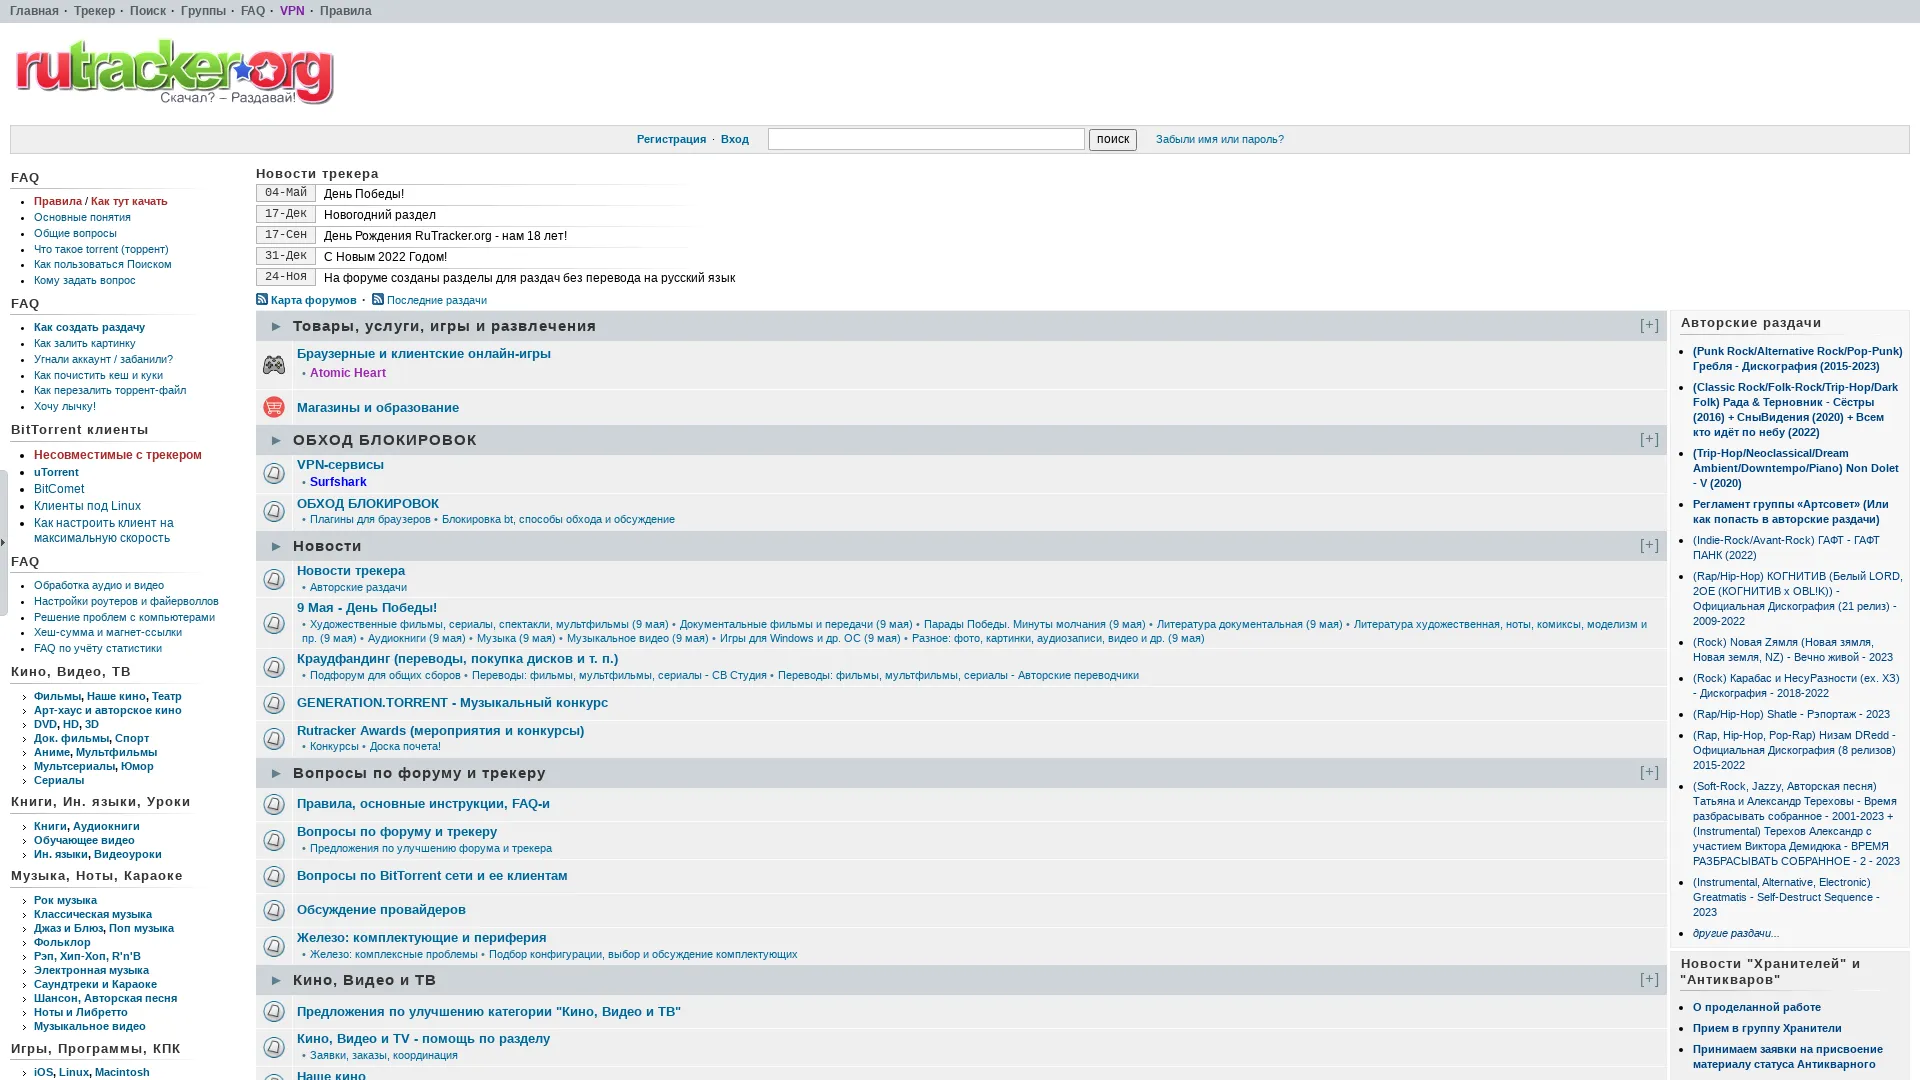 Главная · Трекер · Поиск · Группы · FAQ · VPN · Правила
rutracker.org
Скачал? – Раздавай!
Регистрация · Вход поиск Забыли имя или пароль?
FAQ
Правила / Как тут качать
Основные понятия
Общие вопросы
Что такое torrent (торрент)
Как пользоваться Поиском
Кому задать вопрос
FAQ
Как создать раздачу
Как залить картинку
Угнали аккаунт / забанили?
Как почистить кеш и куки
Как перезалить торрент-файл
Хочу лычку!
BitTorrent клиенты
Несовместимые с трекером
uTorrent
BitComet
Клиенты под Linux
Как настроить клиент на
максимальную скорость
FAQ
Обработка аудио и видео
Настройки роутеров и файерволлов
Решение проблем с компьютерами
Хеш-сумма и магнет-ссылки
FAQ по учёту статистики
Кино, Видео, ТВ
Фильмы, Наше кино, Театр
Арт-хаус и авторское кино
DVD, HD, 3D
Док. фильмы, Спорт
Аниме, Мультфильмы
Мультсериалы, Юмор
Сериалы
Книги, Ин. языки, Уроки
Книги, Аудиокниги
Обучающее видео
Ин. языки, Видеоуроки
Музыка, Ноты, Караоке
Рок музыка
Классическая музыка
Джаз и Блюз, Поп музыка
Фольклор
Рэп, Хип-Хоп, R'n'B
Электронная музыка
Саундтреки и Караоке
Шансон, Авторская песня
Ноты и Либретто
Музыкальное видео
Игры, Программы, КПК
iOS, Linux, Macintosh
Новости трекера
04-Май День Победы!
17-Дек Новогодний раздел
17-Сен День Рождения RuTracker.org - нам 18 лет!
31-Дек С Новым 2022 Годом!
24-Ноя На форуме созданы разделы для раздач без перевода на русский язык
Карта форумов · Последние раздачи
Товары, услуги, игры и развлечения [+]
Браузерные и клиентские онлайн-игры
• Atomic Heart
Магазины и образование
ОБХОД БЛОКИРОВОК [+]
VPN-сервисы
• Surfshark
ОБХОД БЛОКИРОВОК
• Плагины для браузеров • Блокировка bt, способы обхода и обсуждение
Новости [+]
Новости трекера
• Авторские раздачи
9 Мая - День Победы!
• Художественные фильмы, сериалы, спектакли, мультфильмы (9 мая) • Документальные фильмы и передачи (9 мая) • Парады Победы. Минуты молчания (9 мая) • Литература документальная (9 мая) • Литература художественная, ноты, комиксы, моделизм и
пр. (9 мая) • Аудиокниги (9 мая) • Музыка (9 мая) • Музыкальное видео (9 мая) • Игры для Windows и др. ОС (9 мая) • Разное: фото, картинки, аудиозаписи, видео и др. (9 мая)
Краудфандинг (переводы, покупка дисков и т. п.)
• Подфорум для общих сборов • Переводы: фильмы, мультфильмы, сериалы - СВ Студия • Переводы: фильмы, мультфильмы, сериалы - Авторские переводчики
GENERATION.TORRENT - Музыкальный конкурс
Rutracker Awards (мероприятия и конкурсы)
• Конкурсы • Доска почета!
Вопросы по форуму и трекеру [+]
Правила, основные инструкции, FAQ-и
Вопросы по форуму и трекеру
• Предложения по улучшению форума и трекера
Вопросы по BitTorrent сети и ее клиентам
Обсуждение провайдеров
Железо: комплектующие и периферия
• Железо: комплексные проблемы • Подбор конфигурации, выбор и обсуждение комплектующих
Кино, Видео и ТВ [+]
Предложения по улучшению категории "Кино, Видео и ТВ"
Кино, Видео и TV - помощь по разделу
• Заявки, заказы, координация
Наше кино
Авторские раздачи
(Punk Rock/Alternative Rock/Pop-Punk)
Гребля - Дискография (2015-2023)
(Classic Rock/Folk-Rock/Trip-Hop/Dark
Folk) Рада & Терновник - Сёстры
(2016) + СныВидения (2020) + Всем
кто идёт по небу (2022)
(Trip-Hop/Neoclassical/Dream
Ambient/Downtempo/Piano) Non Dolet
- V (2020)
Регламент группы «Артсовет» (Или
как попасть в авторские раздачи)
(Indie-Rock/Avant-Rock) ГАФТ - ГАФТ
ПАНК (2022)
(Rap/Hip-Hop) КОГНИТИВ (Белый LORD,
2OE (КОГНИТИВ x OBL!K)) -
Официальная Дискография (21 релиз) -
2009-2022
(Rock) Nовая Zемля (Новая зямля,
Новая земля, NZ) - Вечно живой - 2023
(Rock) Карабас и НесуРазности (ex. ХЗ)
- Дискография - 2018-2022
(Rap/Hip-Hop) Shatle - Рэпортаж - 2023
(Rap, Hip-Hop, Pop-Rap) Низам DRedd -
Официальная Дискография (8 релизов)
2015-2022
(Soft-Rock, Jazzy, Авторская песня)
Татьяна и Александр Тереховы - Время
разбрасывать собранное - 2001-2023 +
(Instrumental) Терехов Александр с
участием Виктора Демидюка - ВРЕМЯ
РАЗБРАСЫВАТЬ СОБРАННОЕ - 2 - 2023
(Instrumental, Alternative, Electronic)
Greatmatis - Self-Destruct Sequence -
2023
другие раздачи...
Новости "Хранителей" и
"Антикваров"
О проделанной работе
Прием в группу Хранители
Принимаем заявки на присвоение
материалу статуса Антикварного